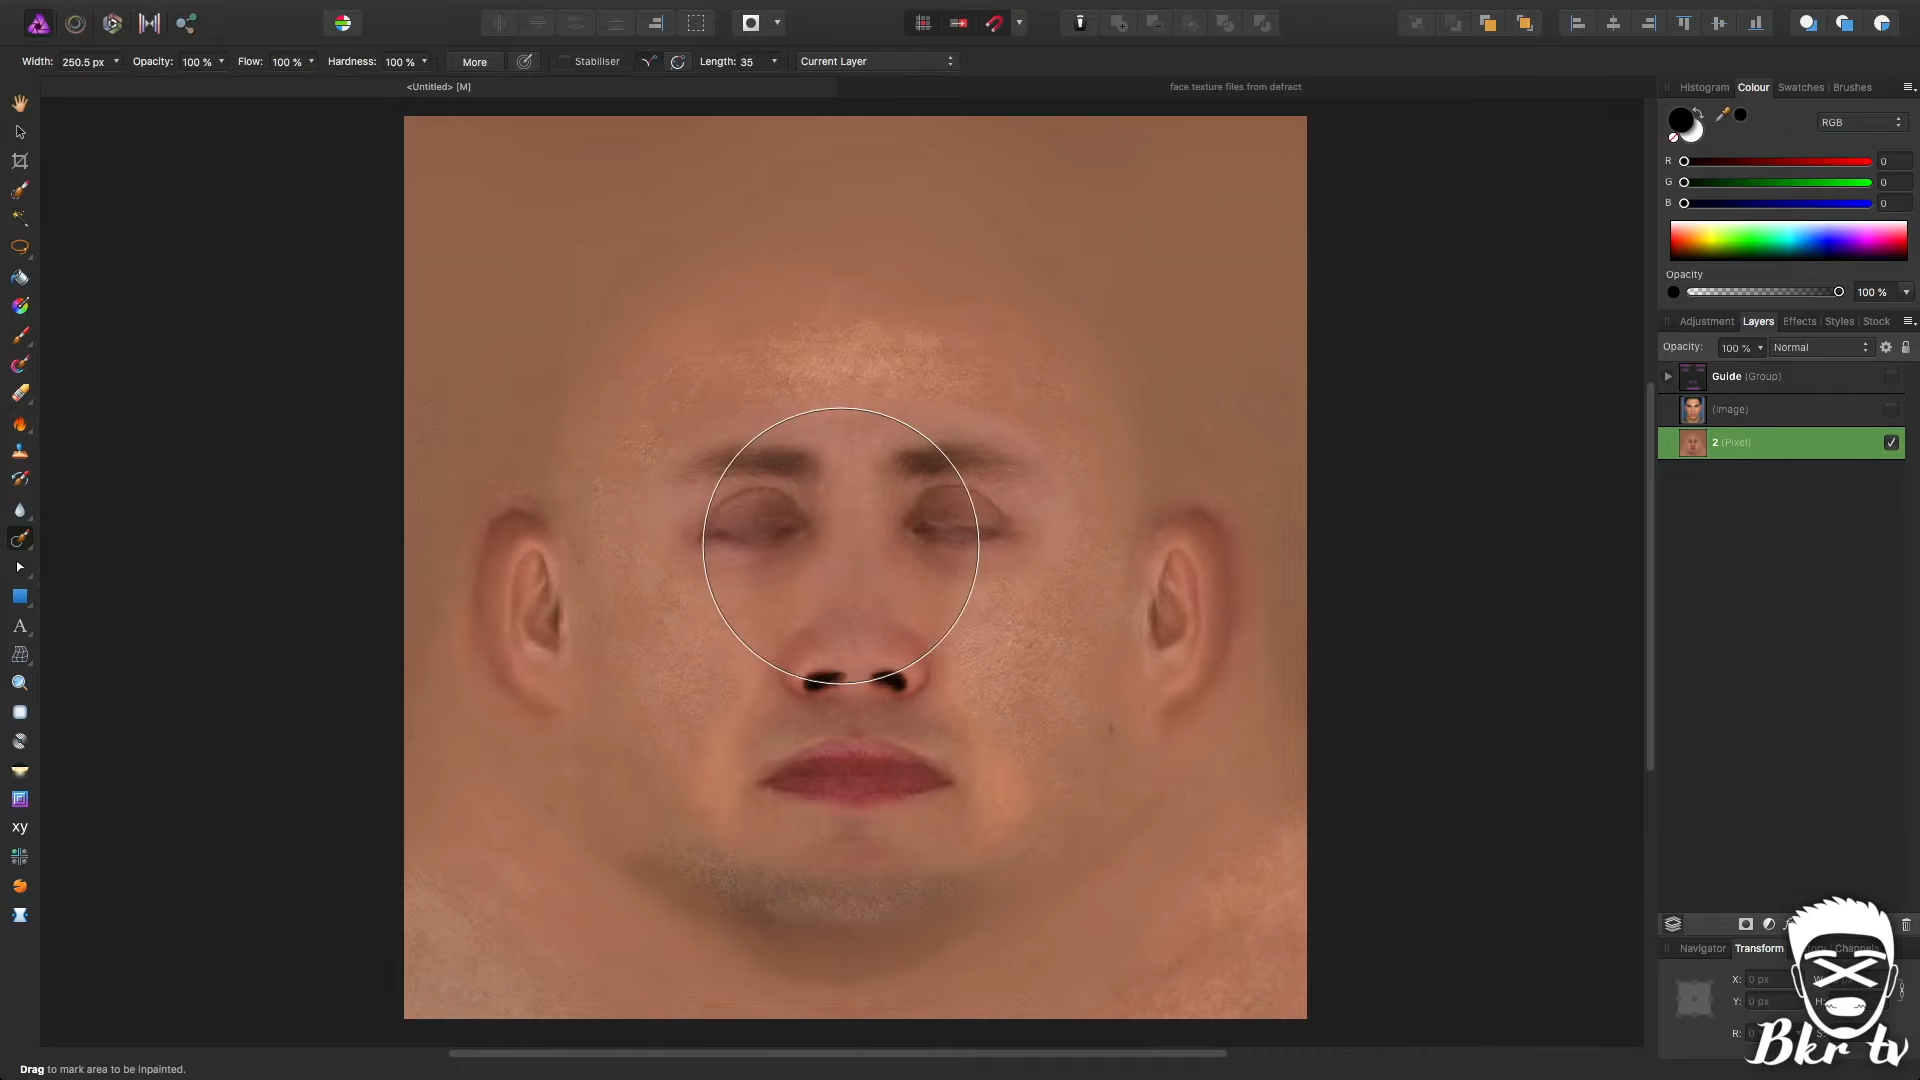 Width: 250.5 px Opacity: 100 % Flow: 100 % Hardness: 100 % More Stabiliser Length: 35 Current Layer
<Untitled> [M] face texture files from defract
Histogram Colour Swatches Brushes
RGB
R 0
G 0
B 0
Opacity
100 %
Adjustment Layers Effects Styles Stock
Opacity: 100 % Normal
Guide (Group)
(Image)
2 (Pixel)
A
xy
Navigator Transform Channels
X: 0 px
Y: 0 px
R:
Bkr tv
Drag to mark area to be inpainted.